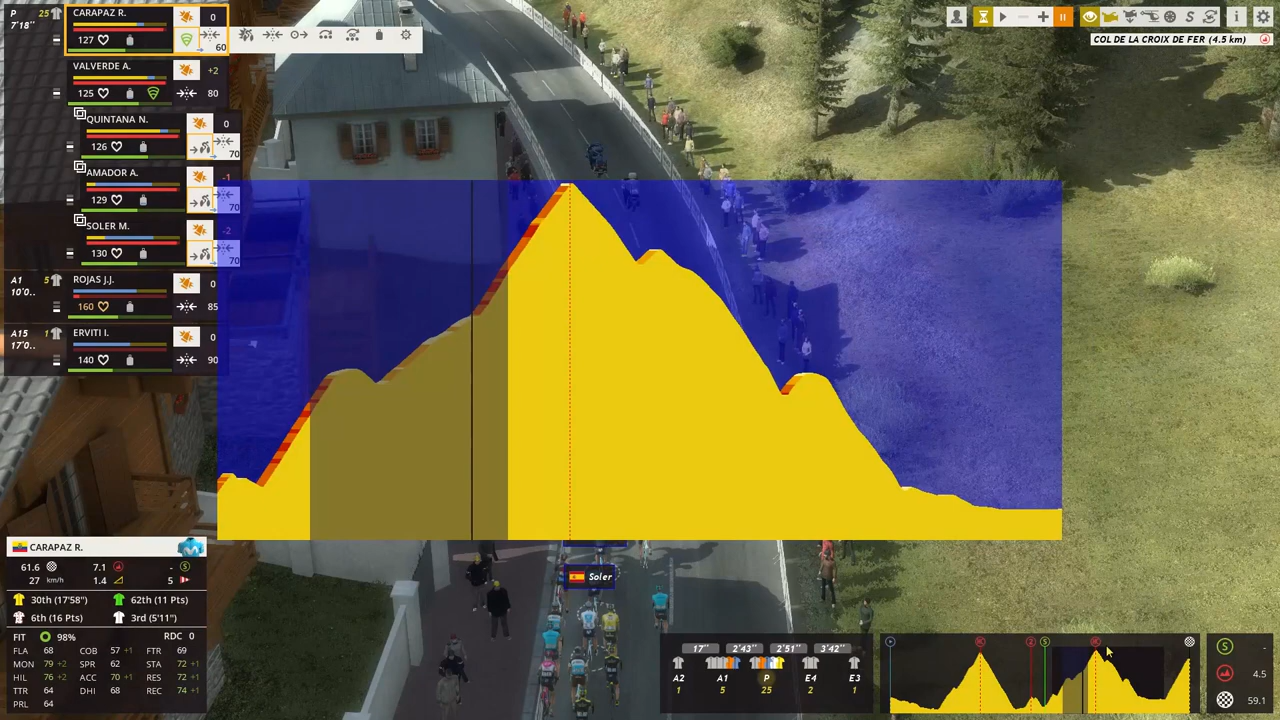 P
25
7'18''
CARAPAZ R.
0
127
60
VALVERDE A.
+2
125
80
QUINTANA N.
0
126
70
AMADOR A.
-1
129
70
SOLER M.
-2
130
70
A1
5
10'0..
ROJAS J.J.
0
160
85
A15
1
17'0..
ERVITI I.
0
140
90
COL DE LA CROIX DE FER (4.5 km)
Soler
CARAPAZ R.
61.6 7.1 - S
27 km/h 1.4 5
30th (17'58") 62th (11 Pts)
6th (16 Pts) 3rd (5'11")
FIT 98% RDC 0
FLA 68 COB 57 +1 FTR 69
MON 79 +2 SPR 62 STA 72 +1
HIL 76 +2 ACC 70 +1 RES 72 +1
TTR 64 DHI 68 REC 74 +1
PRL 64
17'' 2'43'' 2'51'' 3'42''
A2 A1 P E4 E3
1 5 25 2 1
HC 2 S HC
S -
4.5
59.1